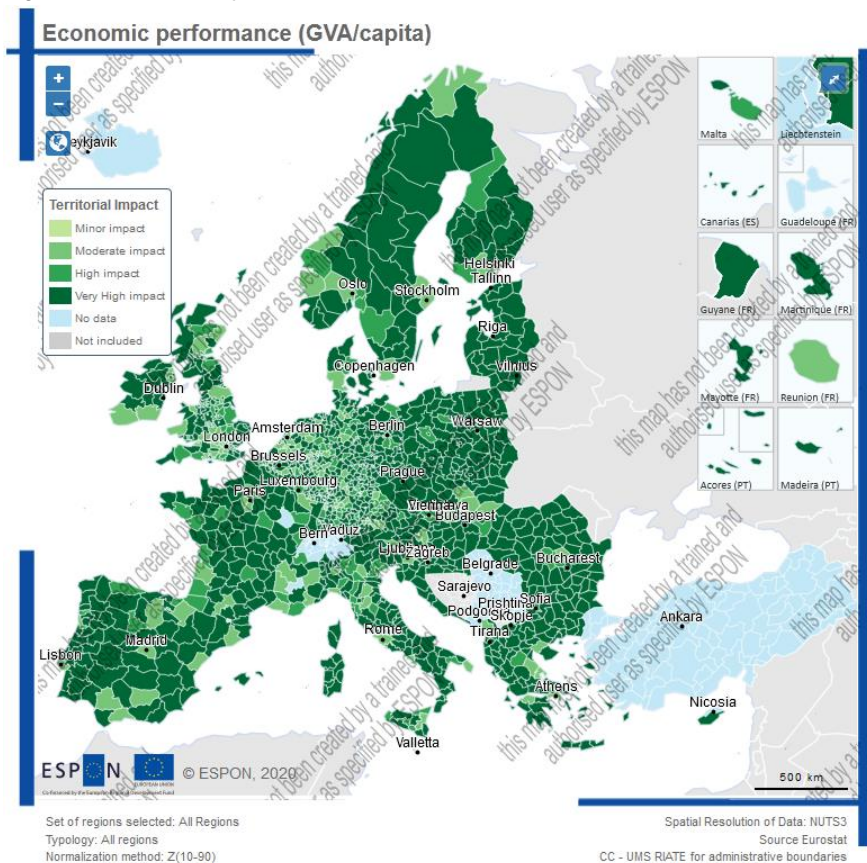 Economic performance (GVA/capita)
+
−
eykjavik
Territorial Impact
Minor impact
Moderate impact
High impact
Very High impact
No data
Not included
Malta
Liechtenstein
Canarias (ES)
Guadeloupe (FR)
Guyane (FR)
Martinique (FR)
Mayotte (FR)
Reunion (FR)
Acores (PT)
Madeira (PT)
Helsinki
Oslo
Tallinn
Stockholm
Riga
Copenhagen
Vilnius
Dublin
Amsterdam
Berlin
Warsaw
London
Brussels
Luxembourg
Prague
Paris
Vienna
Budapest
Bern
Vaduz
Zagreb
Belgrade
Bucharest
Sarajevo
Prishtina
Sofia
Skopje
Tirana
Rome
Madrid
Lisbon
Ankara
Athens
Nicosia
Valletta
this map has not been created by a trained and
authorised user as specified by ESPON
ESPON
© ESPON, 2020
500 km
Set of regions selected: All Regions
Typology: All regions
Normalization method: Z(10-90)
Spatial Resolution of Data: NUTS3
Source Eurostat
CC - UMS RIATE for administrative boundaries